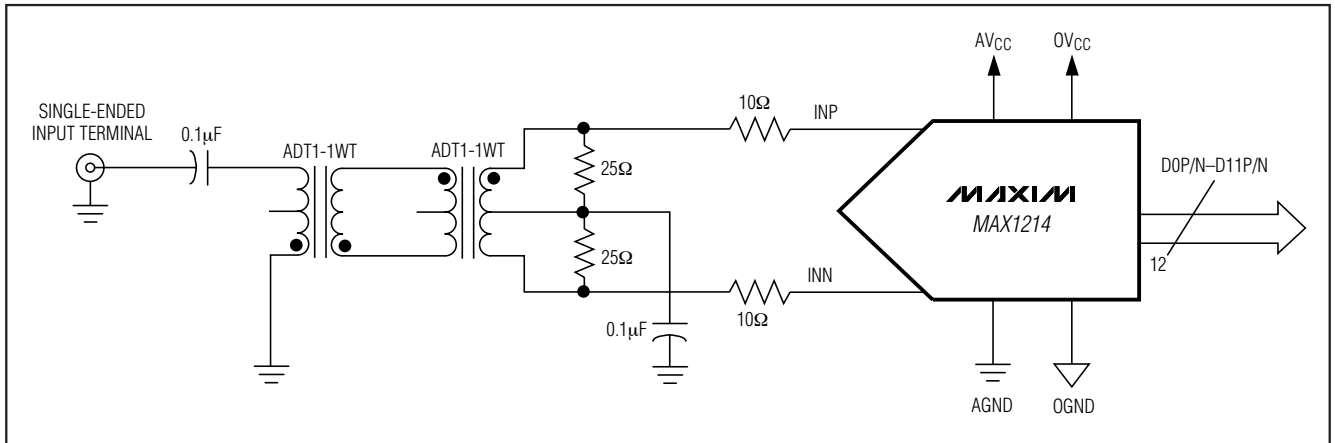 SINGLE-ENDED
INPUT TERMINAL
0.1μF
ADT1-1WT
ADT1-1WT
25Ω
25Ω
0.1μF
10Ω
10Ω
INP
INN
AVCC
OVCC
MAXIM
MAX1214
D0P/N–D11P/N
12
AGND
OGND